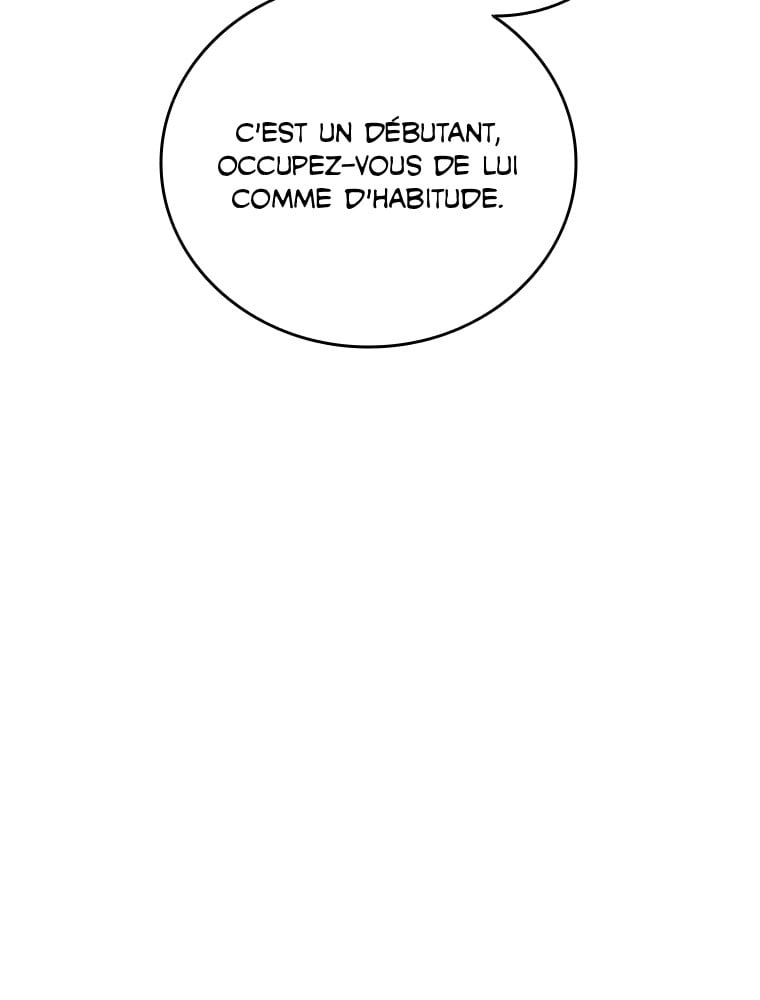 C'EST UN DÉBUTANT,
OCCUPEZ-VOUS DE LUI
COMME D'HABITUDE.